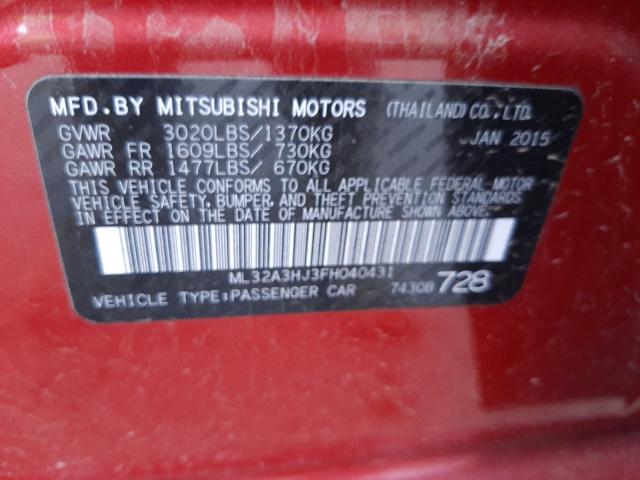 MFD.BY MITSUBISHI MOTORS (THAILAND)CO.,LTD.
GVWR 3020LBS/1370KG JAN 2015
GAWR FR 1609LBS/ 730KG
GAWR RR 1477LBS/ 670KG
THIS VEHICLE CONFORMS TO ALL APPLICABLE FEDERAL MOTOR
VEHICLE SAFETY, BUMPER, AND THEFT PREVENTION STANDARDS
IN EFFECT ON THE DATE OF MANUFACTURE SHOWN ABOVE.
ML32A3HJ3FH040431
VEHICLE TYPE:PASSENGER CAR 7430B 728